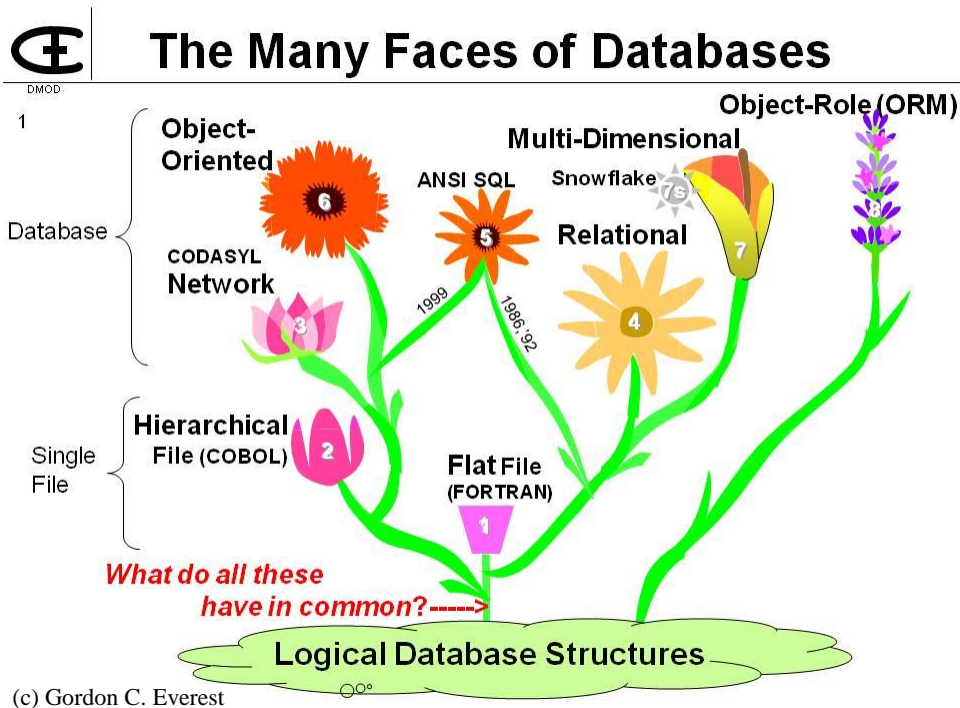 The Many Faces of Databases
DMOD
1
Object-Role (ORM)
Object-
Oriented
Multi-Dimensional
ANSI SQL
Snowflake
7s
6
8
Database
5
Relational
7
CODASYL
Network
1999
1986,'92
3
4
Hierarchical
File (COBOL)
2
Single
File
Flat File
(FORTRAN)
1
What do all these
have in common?----->
Logical Database Structures
(c) Gordon C. Everest